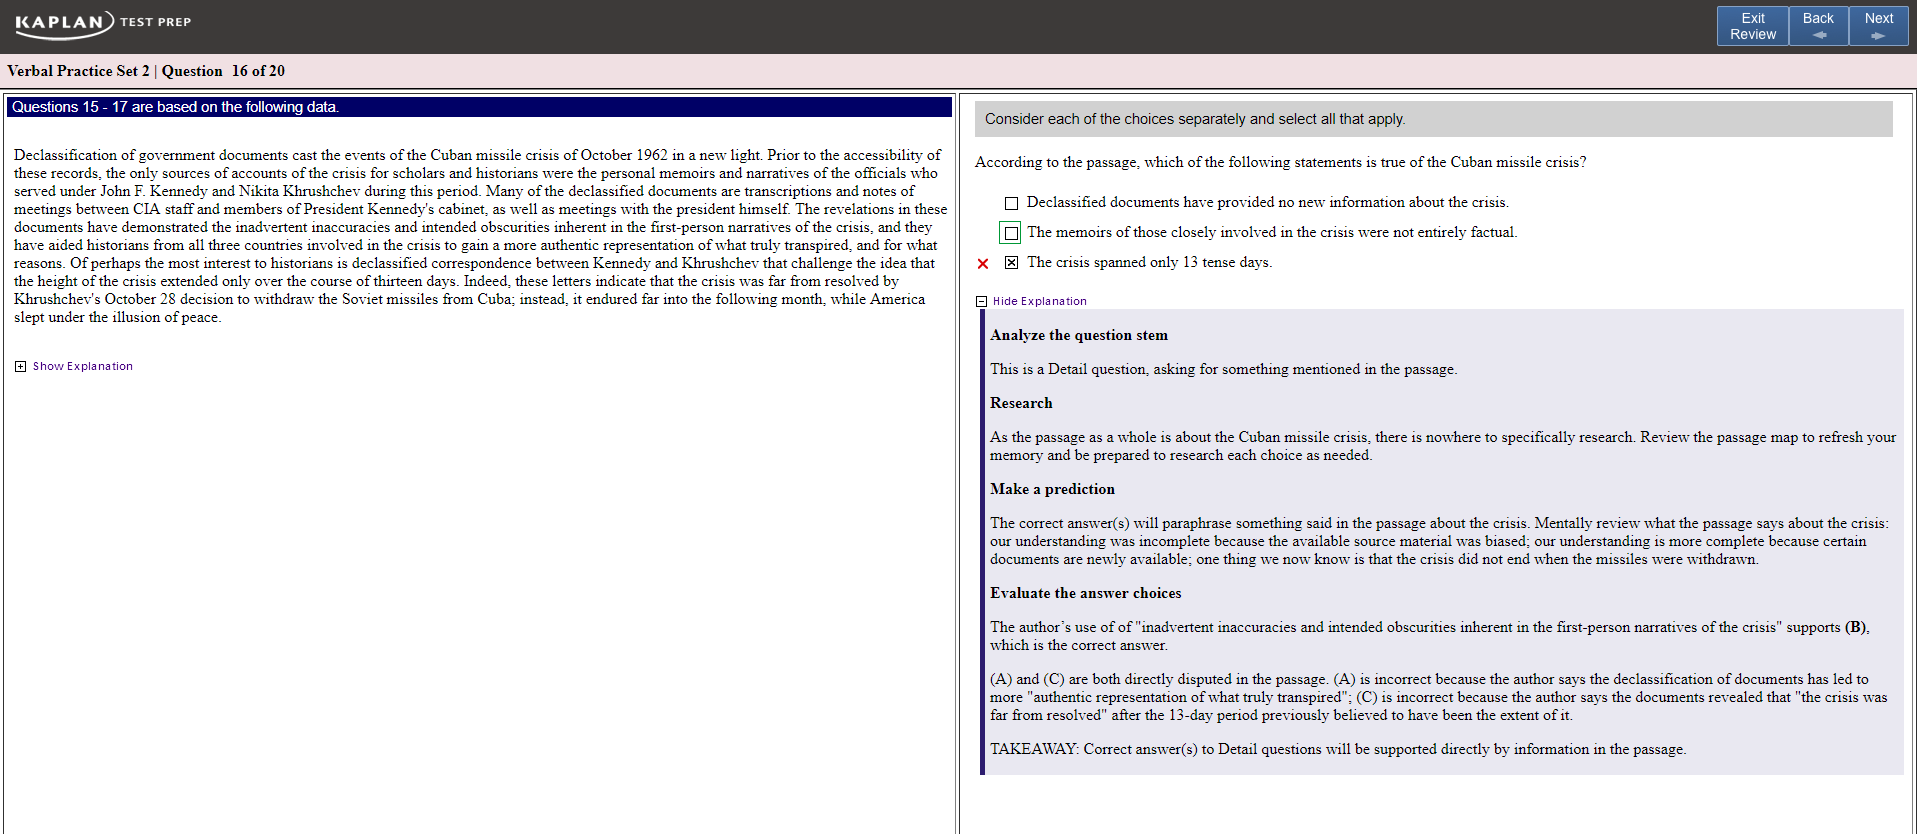 KAPLAN TEST PREP
Exit Review
Back
Next
Verbal Practice Set 2 | Question 16 of 20
Questions 15 - 17 are based on the following data.
Declassification of government documents cast the events of the Cuban missile crisis of October 1962 in a new light. Prior to the accessibility of
these records, the only sources of accounts of the crisis for scholars and historians were the personal memoirs and narratives of the officials who
served under John F. Kennedy and Nikita Khrushchev during this period. Many of the declassified documents are transcriptions and notes of
meetings between CIA staff and members of President Kennedy's cabinet, as well as meetings with the president himself. The revelations in these
documents have demonstrated the inadvertent inaccuracies and intended obscurities inherent in the first-person narratives of the crisis, and they
have aided historians from all three countries involved in the crisis to gain a more authentic representation of what truly transpired, and for what
reasons. Of perhaps the most interest to historians is declassified correspondence between Kennedy and Khrushchev that challenge the idea that
the height of the crisis extended only over the course of thirteen days. Indeed, these letters indicate that the crisis was far from resolved by
Khrushchev's October 28 decision to withdraw the Soviet missiles from Cuba; instead, it endured far into the following month, while America
slept under the illusion of peace.
Show Explanation
Consider each of the choices separately and select all that apply.
According to the passage, which of the following statements is true of the Cuban missile crisis?
Declassified documents have provided no new information about the crisis.
The memoirs of those closely involved in the crisis were not entirely factual.
The crisis spanned only 13 tense days.
Hide Explanation
Analyze the question stem
This is a Detail question, asking for something mentioned in the passage.
Research
As the passage as a whole is about the Cuban missile crisis, there is nowhere to specifically research. Review the passage map to refresh your
memory and be prepared to research each choice as needed.
Make a prediction
The correct answer(s) will paraphrase something said in the passage about the crisis. Mentally review what the passage says about the crisis:
our understanding was incomplete because the available source material was biased; our understanding is more complete because certain
documents are newly available; one thing we now know is that the crisis did not end when the missiles were withdrawn.
Evaluate the answer choices
The author's use of of "inadvertent inaccuracies and intended obscurities inherent in the first-person narratives of the crisis" supports (B),
which is the correct answer.
(A) and (C) are both directly disputed in the passage. (A) is incorrect because the author says the declassification of documents has led to
more "authentic representation of what truly transpired"; (C) is incorrect because the author says the documents revealed that "the crisis was
far from resolved" after the 13-day period previously believed to have been the extent of it.
TAKEAWAY: Correct answer(s) to Detail questions will be supported directly by information in the passage.